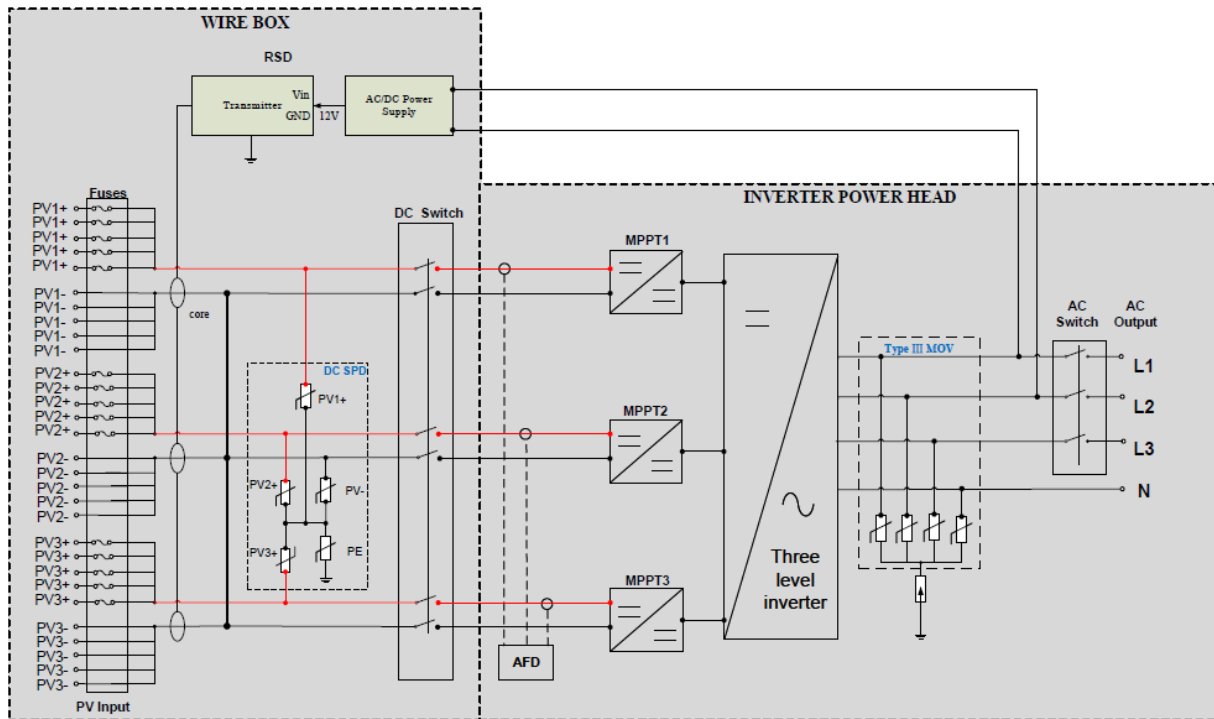 WIRE BOX
RSD
Transmitter
Vin
GND
12V
AC/DC Power
Supply
INVERTER POWER HEAD
Fuses
PV1+
PV1+
PV1+
PV1+
PV1+
PV1-
PV1-
PV1-
PV1-
PV1-
core
PV2+
PV2+
PV2+
PV2+
PV2+
PV2-
PV2-
PV2-
PV2-
PV2-
PV3+
PV3+
PV3+
PV3+
PV3+
PV3-
PV3-
PV3-
PV3-
PV3-
PV Input
DC SPD
PV1+
PV2+
PV-
PV3+
PE
DC Switch
MPPT1
MPPT2
MPPT3
AFD
Three
level
inverter
Type III MOV
AC
Switch
AC
Output
L1
L2
L3
N